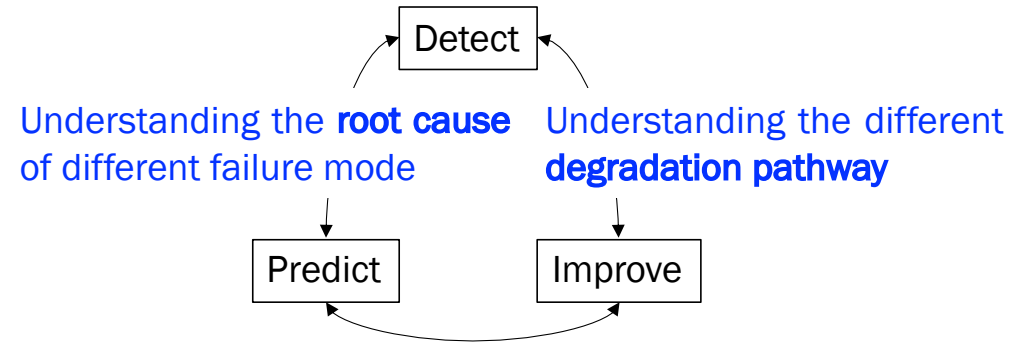 Detect
Understanding the root cause
of different failure mode
Understanding the different
degradation pathway
Predict
Improve